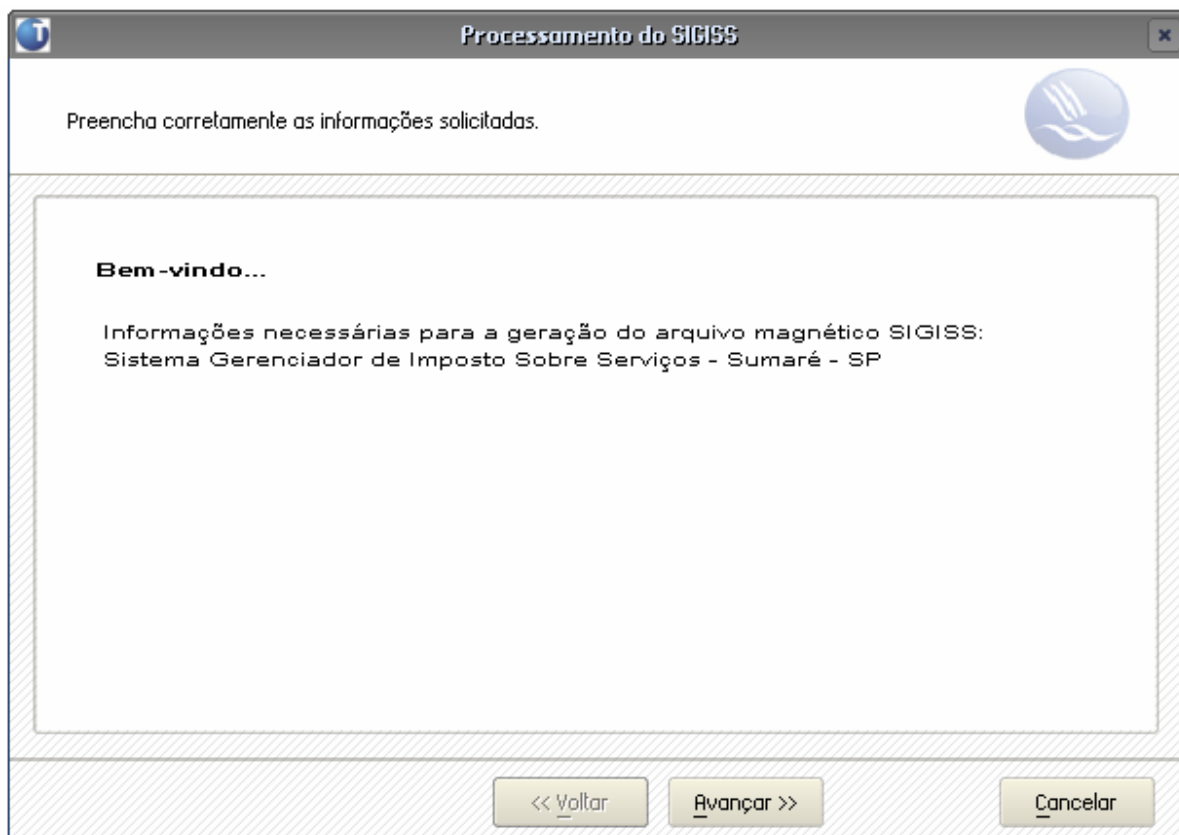 Processamento do SIGISS
Preencha corretamente as informações solicitadas.
Bem-vindo...
Informações necessárias para a geração do arquivo magnético SIGISS:
Sistema Gerenciador de Imposto Sobre Serviços - Sumaré - SP
<< Voltar
Avançar >>
Cancelar